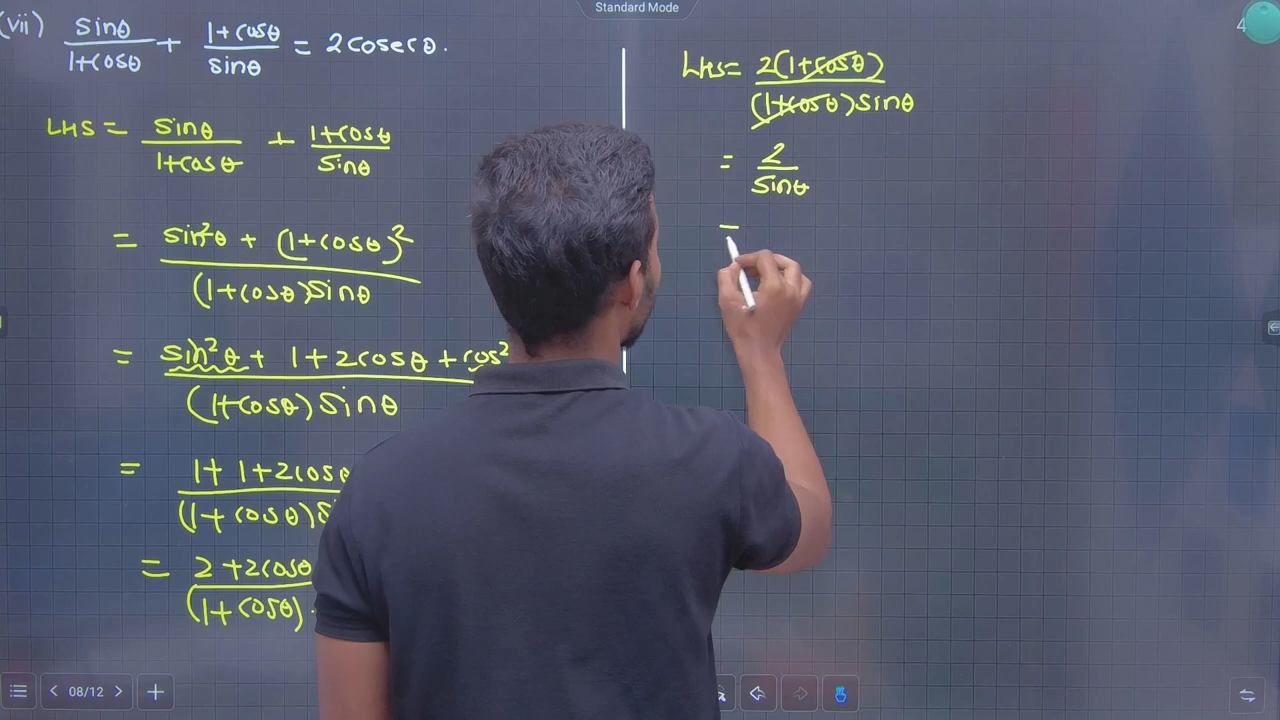 Standard Mode
4
(vii) sinθ/1+cosθ + 1+cosθ/sinθ = 2cosecθ.
LHS = sinθ/1+cosθ + 1+cosθ/sinθ
= sin²θ + (1+cosθ)²/(1+cosθ)sinθ
= sin²θ + 1+2cosθ + cos²/(1+cosθ) sinθ
= 1+1+2cosθ/(1+cosθ)
= 2+2cosθ/(1+cosθ)
LHS = 2(1+cosθ)/(1+cosθ)sinθ
= 2/sinθ
08/12